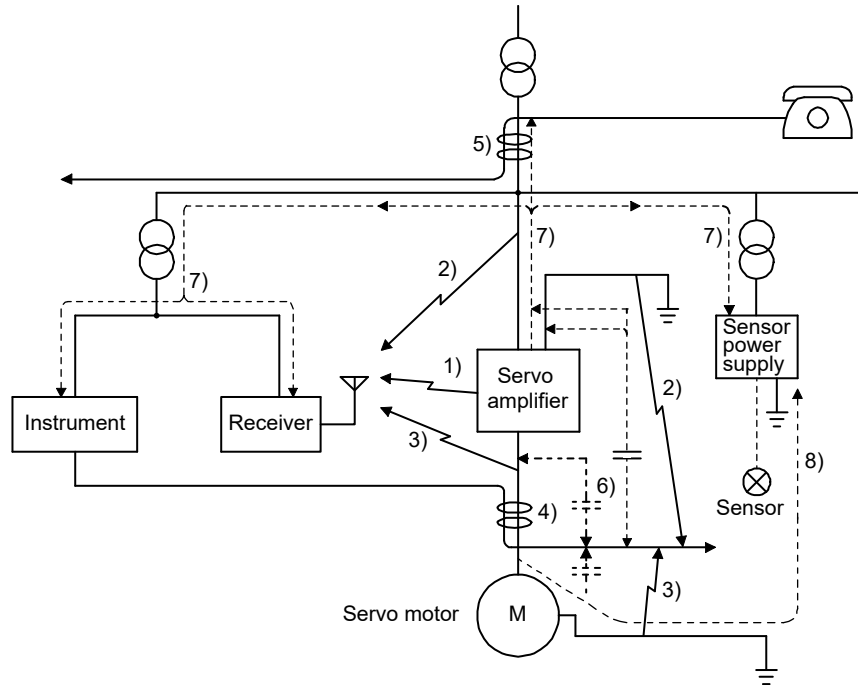 5)
2)
7)
7)
7)
1)
Servo
amplifier
Sensor
power
supply
2)
Instrument
Receiver
3)
6)
8)
4)
Sensor
3)
Servo motor
M